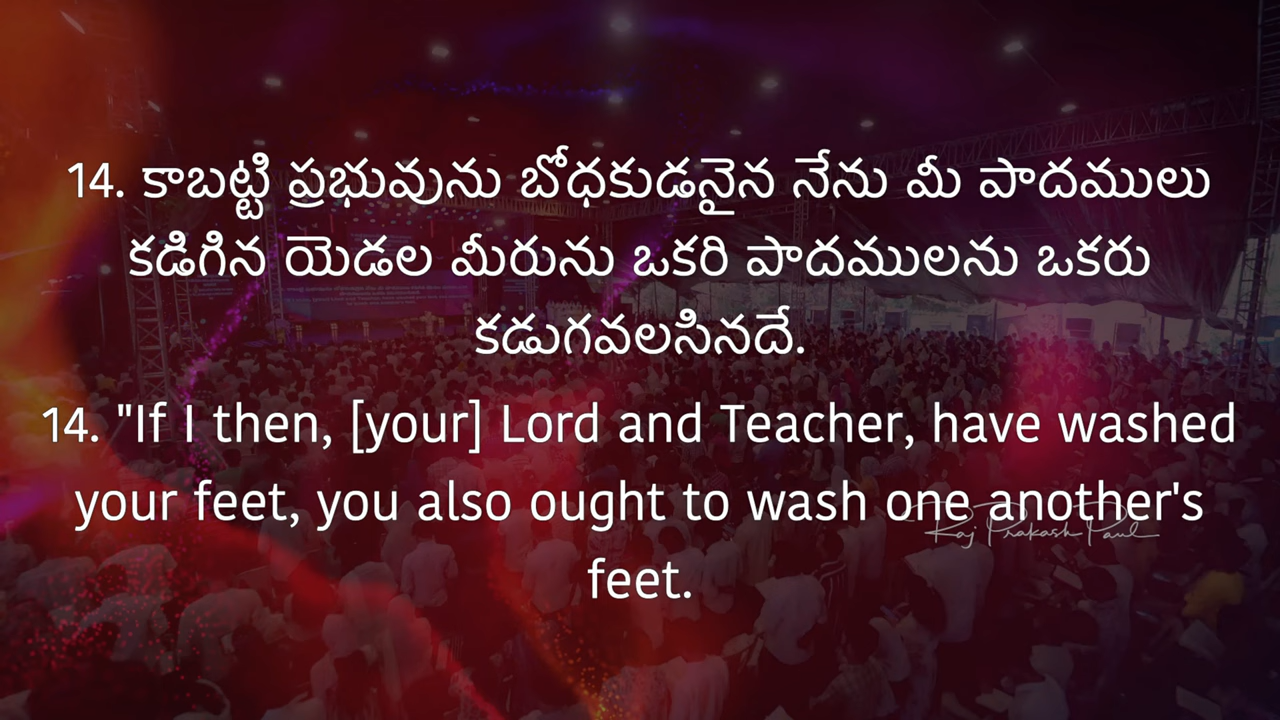 14. కాబట్టి ప్రభువును బోధకుడనైన నేను మీ పాదములు
కడిగిన యెడల మీరును ఒకరి పాదములను ఒకరు
కడుగవలసినదే.
14. "If I then, [your] Lord and Teacher, have washed
your feet, you also ought to wash one another's
feet.
Raj Prakash Paul